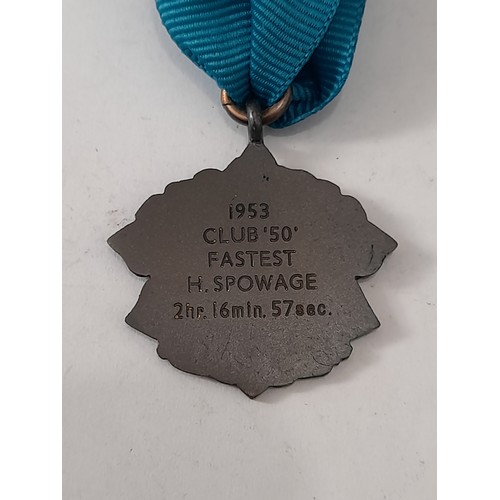 1953
CLUB '50'
FASTEST
H. SPOWAGE
2hr. 16min. 57sec.